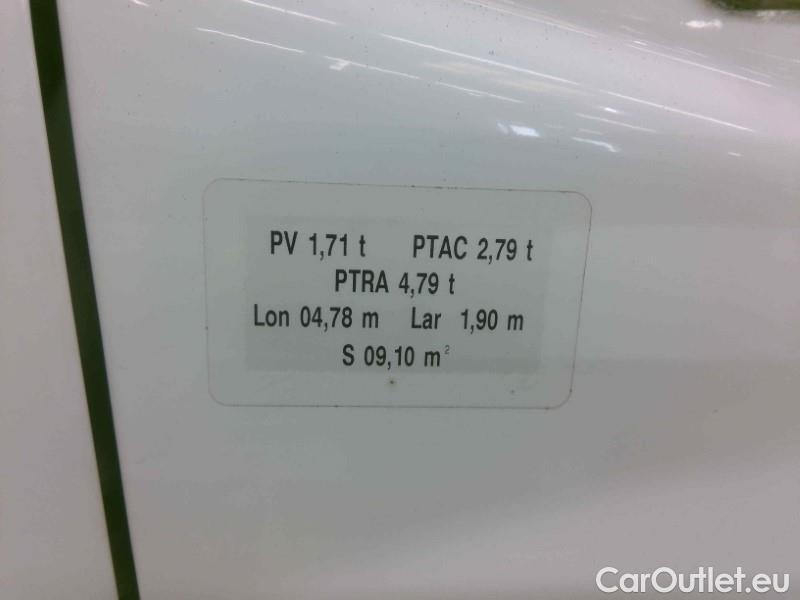 PV 1,71 t PTAC 2,79 t
PTRA 4,79 t
Lon 04,78 m Lar 1,90 m
S 09,10 m²
CarOutlet.eu